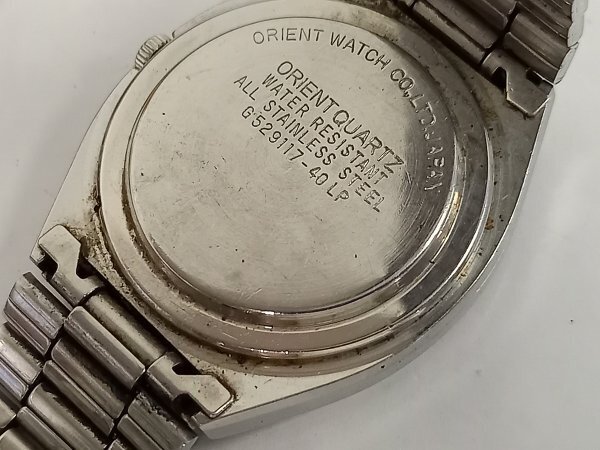 ORIENT WATCH CO.,LTD.JAPAN
ORIENT QUARTZ
WATER RESISTANT
ALL STAINLESS STEEL
G529117-40 LP